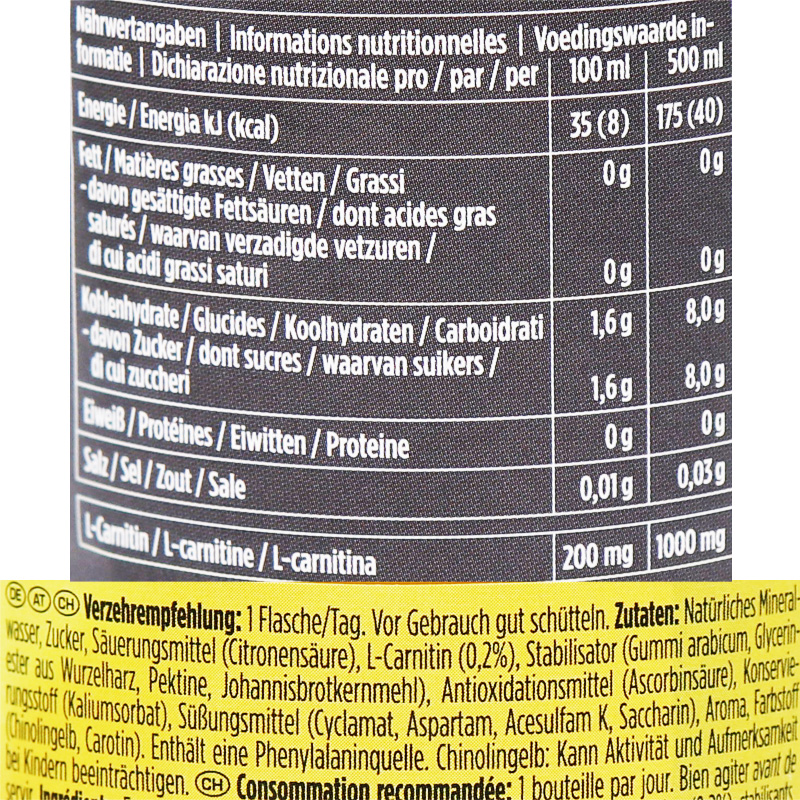 Nährwertangaben | Informations nutritionnelles | Voedingswaarde in-
formatie | Dichiarazione nutrizionale pro / par / per 100 ml 500 ml
Energie / Energia kJ (kcal) 35 (8) 175 (40)
Fett / Matières grasses / Vetten / Grassi 0 g 0 g
- davon gesättigte Fettsäuren / dont acides gras
saturés / waarvan verzadigde vetzuren /
di cui acidi grassi saturi 0 g 0 g
Kohlenhydrate / Glucides / Koolhydraten / Carboidrati 1,6 g 8,0 g
- davon Zucker / dont sucres / waarvan suikers /
di cui zuccheri 1,6 g 8,0 g
Eiweiß / Protéines / Eiwitten / Proteine 0 g 0 g
Salz / Sel / Zout / Sale 0,01 g 0,03 g
L-Carnitin / L-carnitine / L-carnitina 200 mg 1000 mg
DE AT CH Verzehrempfehlung: 1 Flasche/Tag. Vor Gebrauch gut schütteln. Zutaten: Natürliches Mineral-
wasser, Zucker, Säuerungsmittel (Citronensäure), L-Carnitin (0,2%), Stabilisator (Gummi arabicum, Glycerin-
ester aus Wurzelharz, Pektine, Johannisbrotkernmehl), Antioxidationsmittel (Ascorbinsäure), Konservie-
rungsstoff (Kaliumsorbat), Süßungsmittel (Cyclamat, Aspartam, Acesulfam K, Saccharin), Aroma, Farbstoff
(Chinolingelb, Carotin). Enthält eine Phenylalaninquelle. Chinolingelb: Kann Aktivität und Aufmerksamkeit
bei Kindern beeinträchtigen. CH Consommation recommandée: 1 bouteille par jour. Bien agiter avant de
servir.